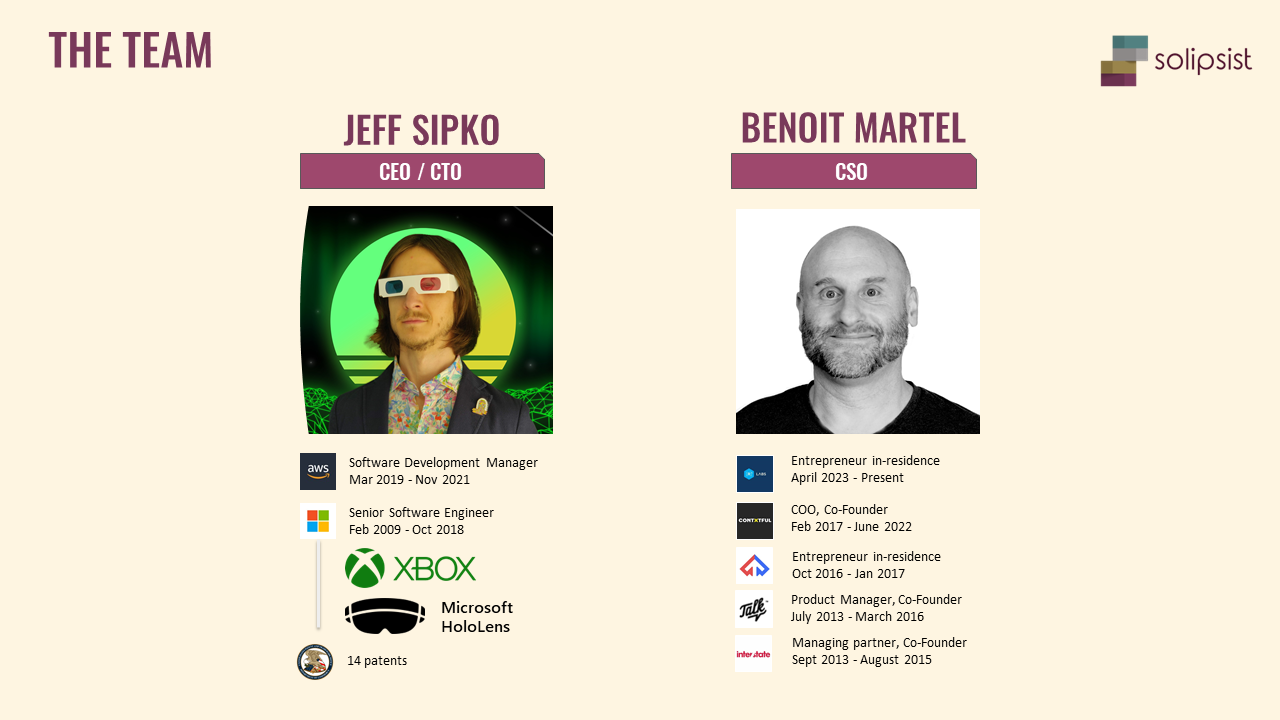 THE TEAM
solipsist
JEFF SIPKO
CEO / CTO
aws
Software Development Manager
Mar 2019 - Nov 2021
Senior Software Engineer
Feb 2009 - Oct 2018
XBOX
Microsoft
HoloLens
14 patents
BENOIT MARTEL
CSO
LABS
Entrepreneur in-residence
April 2023 - Present
CONTXTFUL
COO, Co-Founder
Feb 2017 - June 2022
Entrepreneur in-residence
Oct 2016 - Jan 2017
Talk
Product Manager, Co-Founder
July 2013 - March 2016
inter_state
Managing partner, Co-Founder
Sept 2013 - August 2015